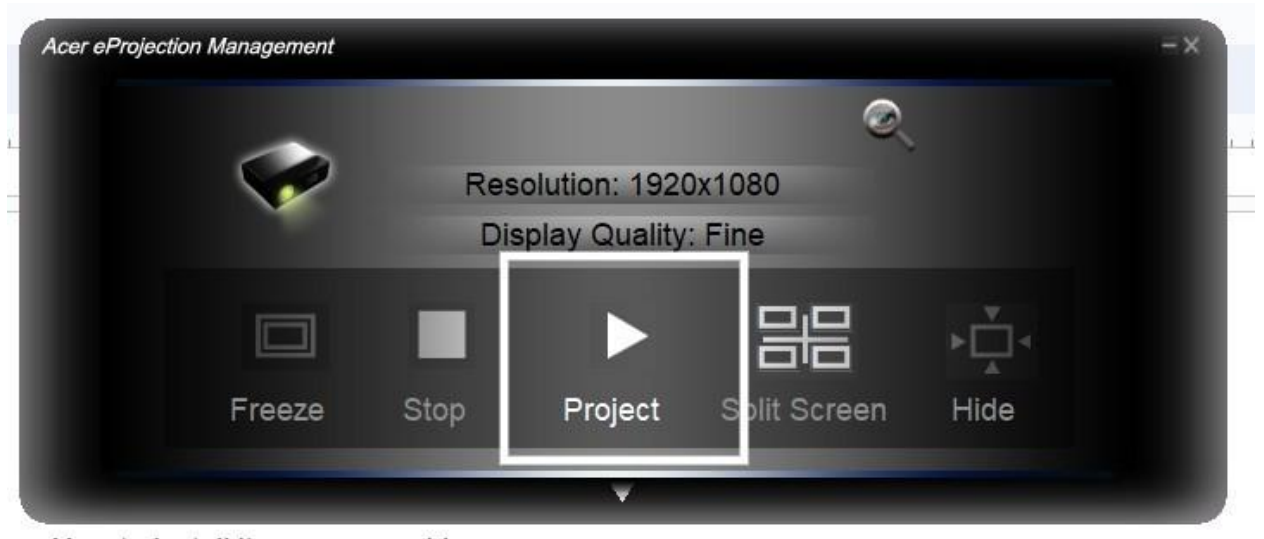 Acer eProjection Management
Resolution: 1920x1080
Display Quality: Fine
Freeze
Stop
Project
Split Screen
Hide